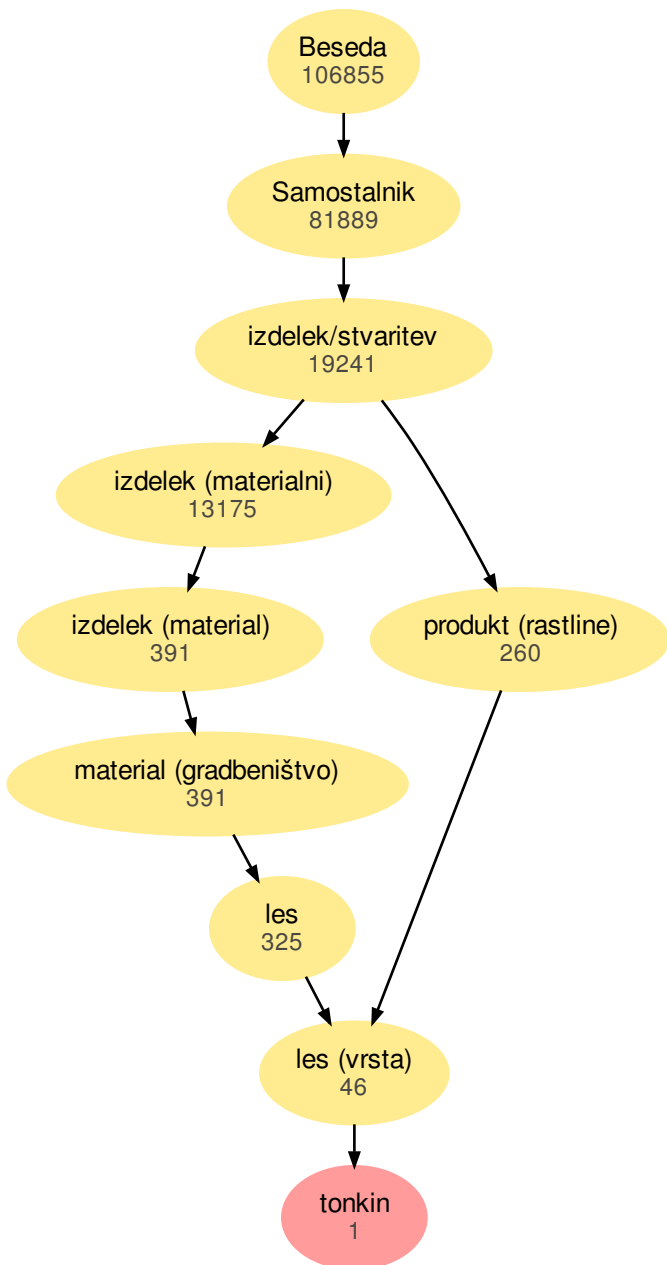 Beseda
106855
Samostalnik
81889
izdelek/stvaritev
19241
izdelek (materialni)
13175
izdelek (material)
391
produkt (rastline)
260
material (gradbeništvo)
391
les
325
les (vrsta)
46
tonkin
1